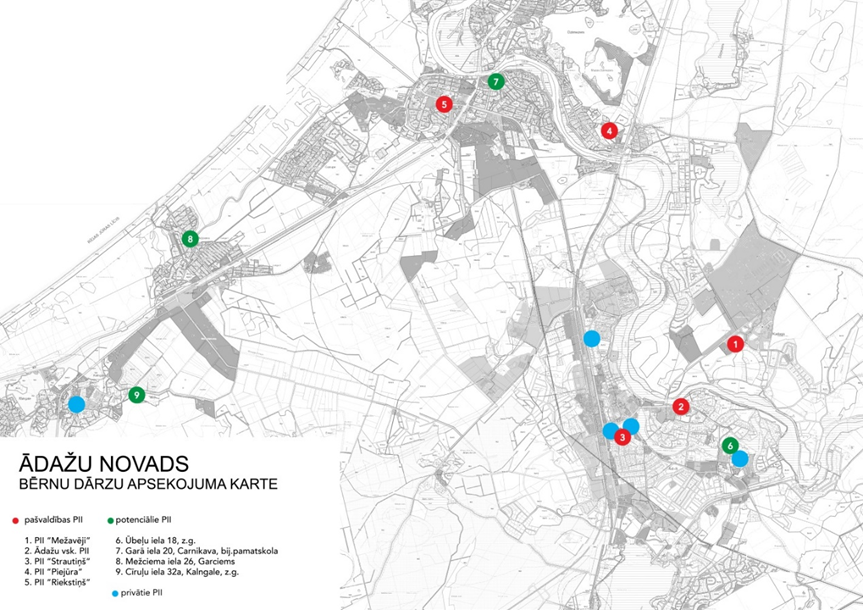 7
5
4
8
1
9
2
3
6
RĪGAS JŪRAS LĪCIS
ĀDAŽU NOVADS
BĒRNU DĀRZU APSEKOJUMA KARTE
pašvaldības PII
1. PII “Mežavēji”
2. Ādažu vsk. PII
3. PII “Strautiņš”
4. PII “Piejūra”
5. PII “Riekstiņš”
potenciālie PII
6. Ūbeļu iela 18, z.g.
7. Garā iela 20, Carnikava, bij.pamatskola
8. Mežciema iela 26, Garciems
9. Cīruļu iela 32a, Kalngale, z.g.
privātie PII